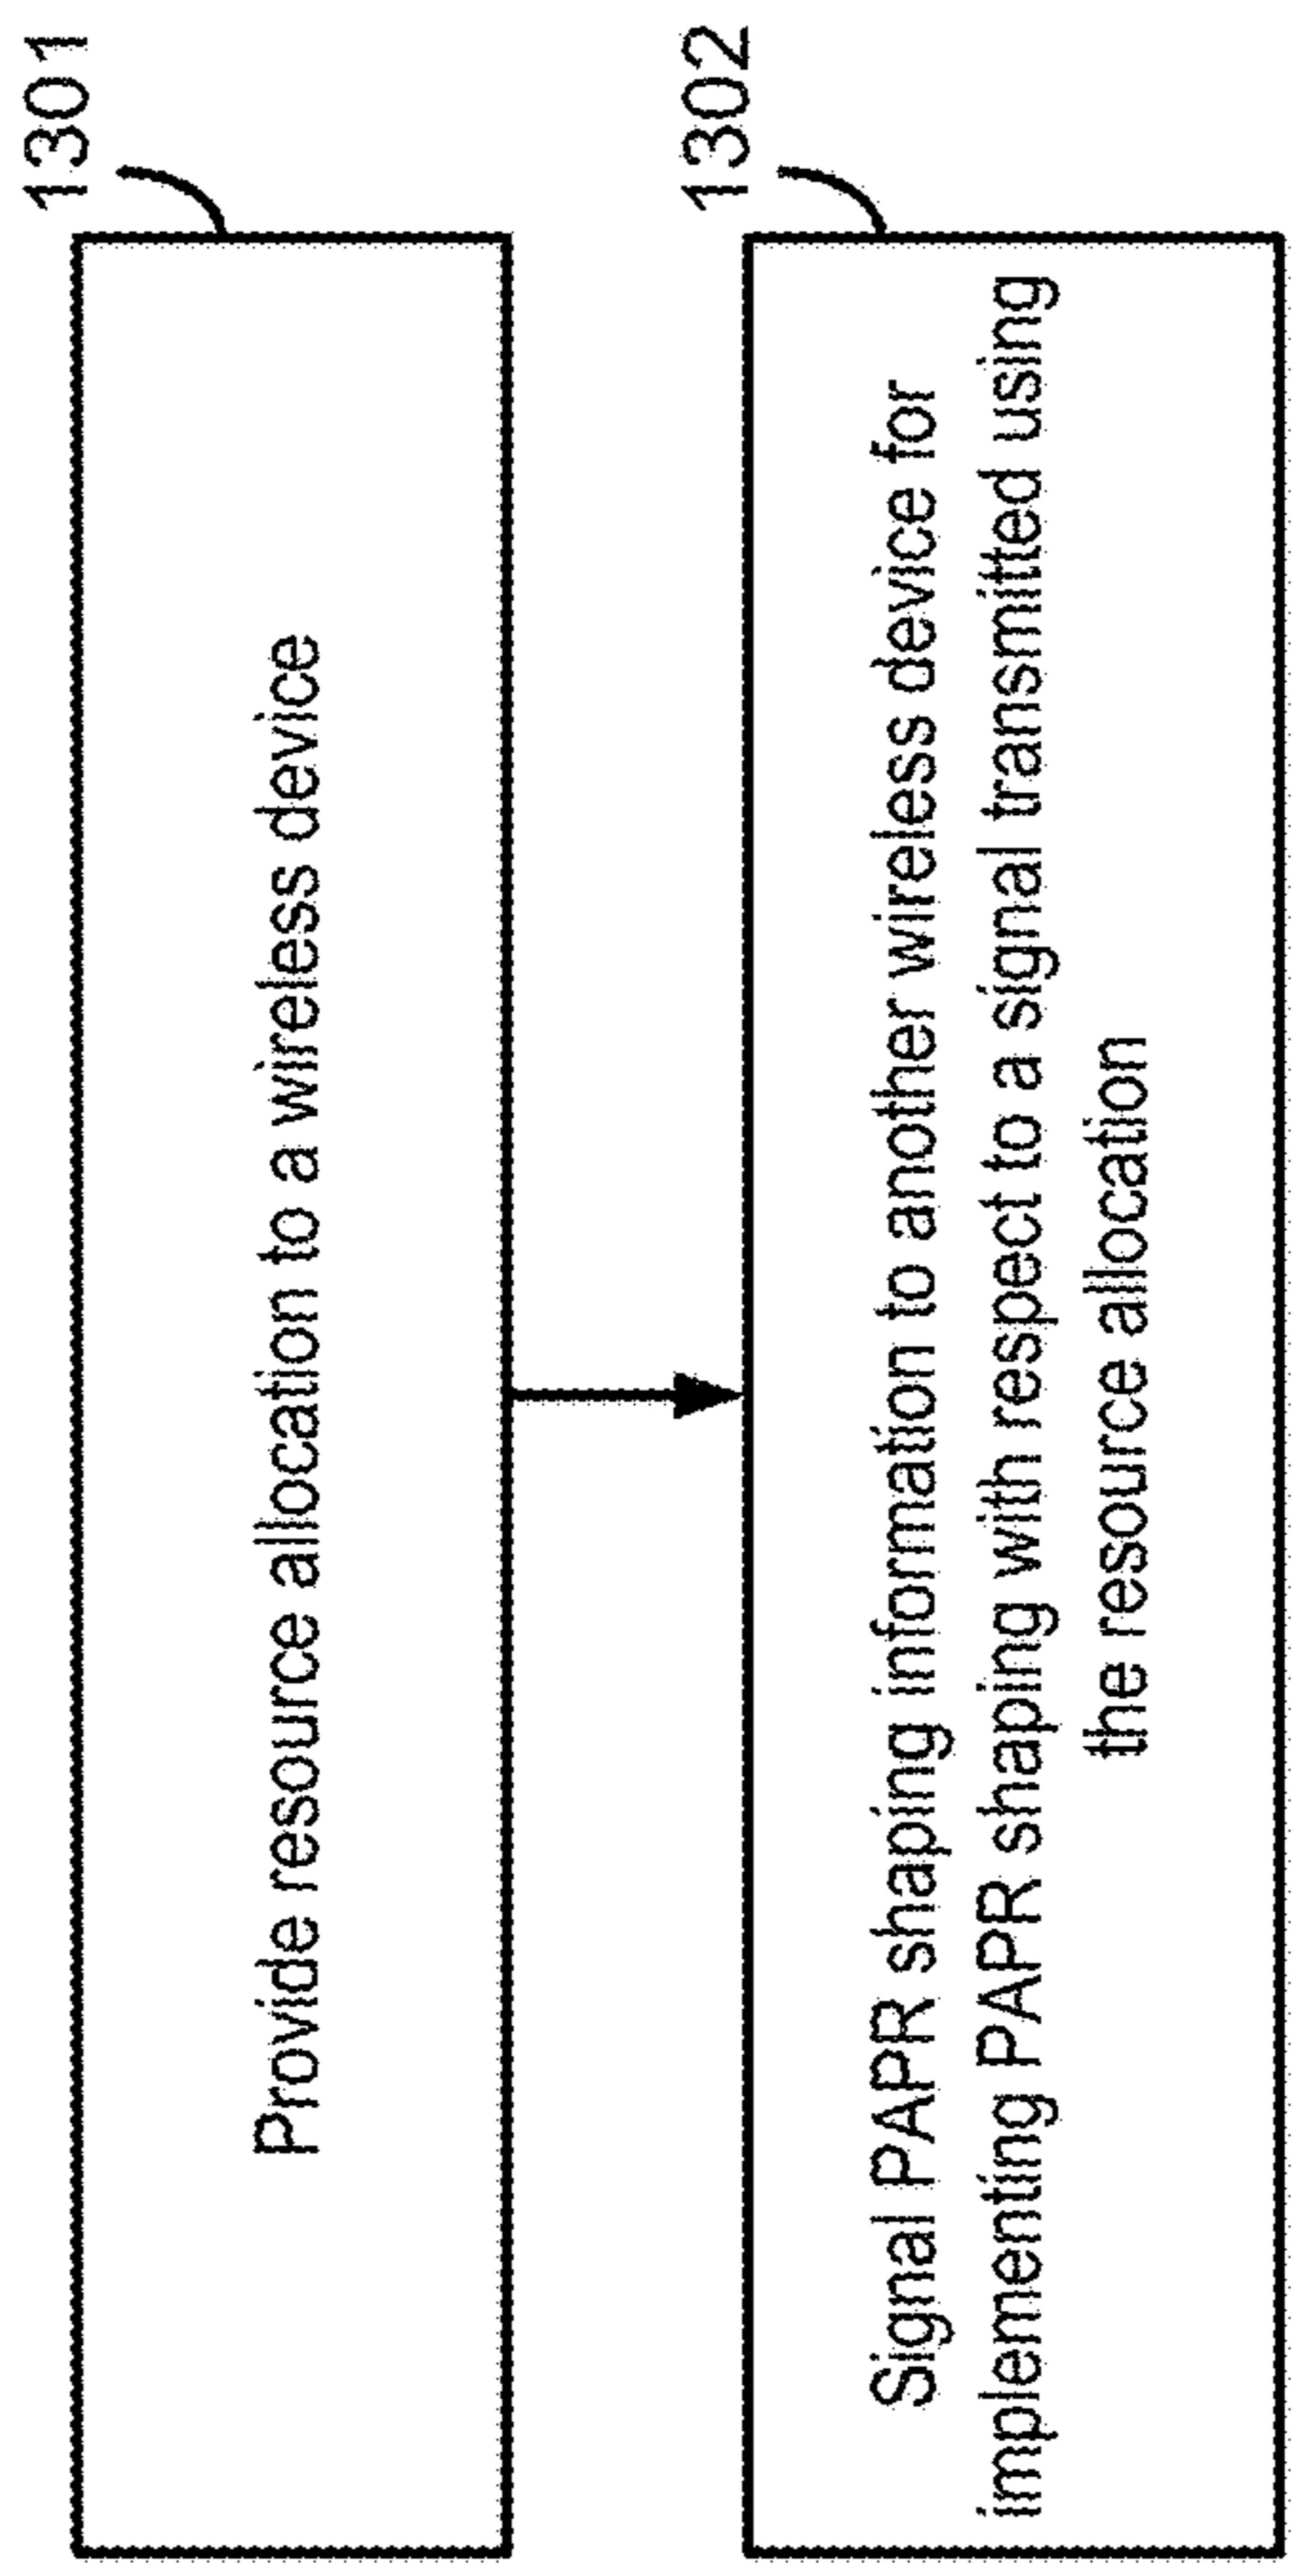 1301
Provide resource allocation to a wireless device
1302
Signal PAPR shaping information to another wireless device for
implementing PAPR shaping with respect to a signal transmitted using
the resource allocation